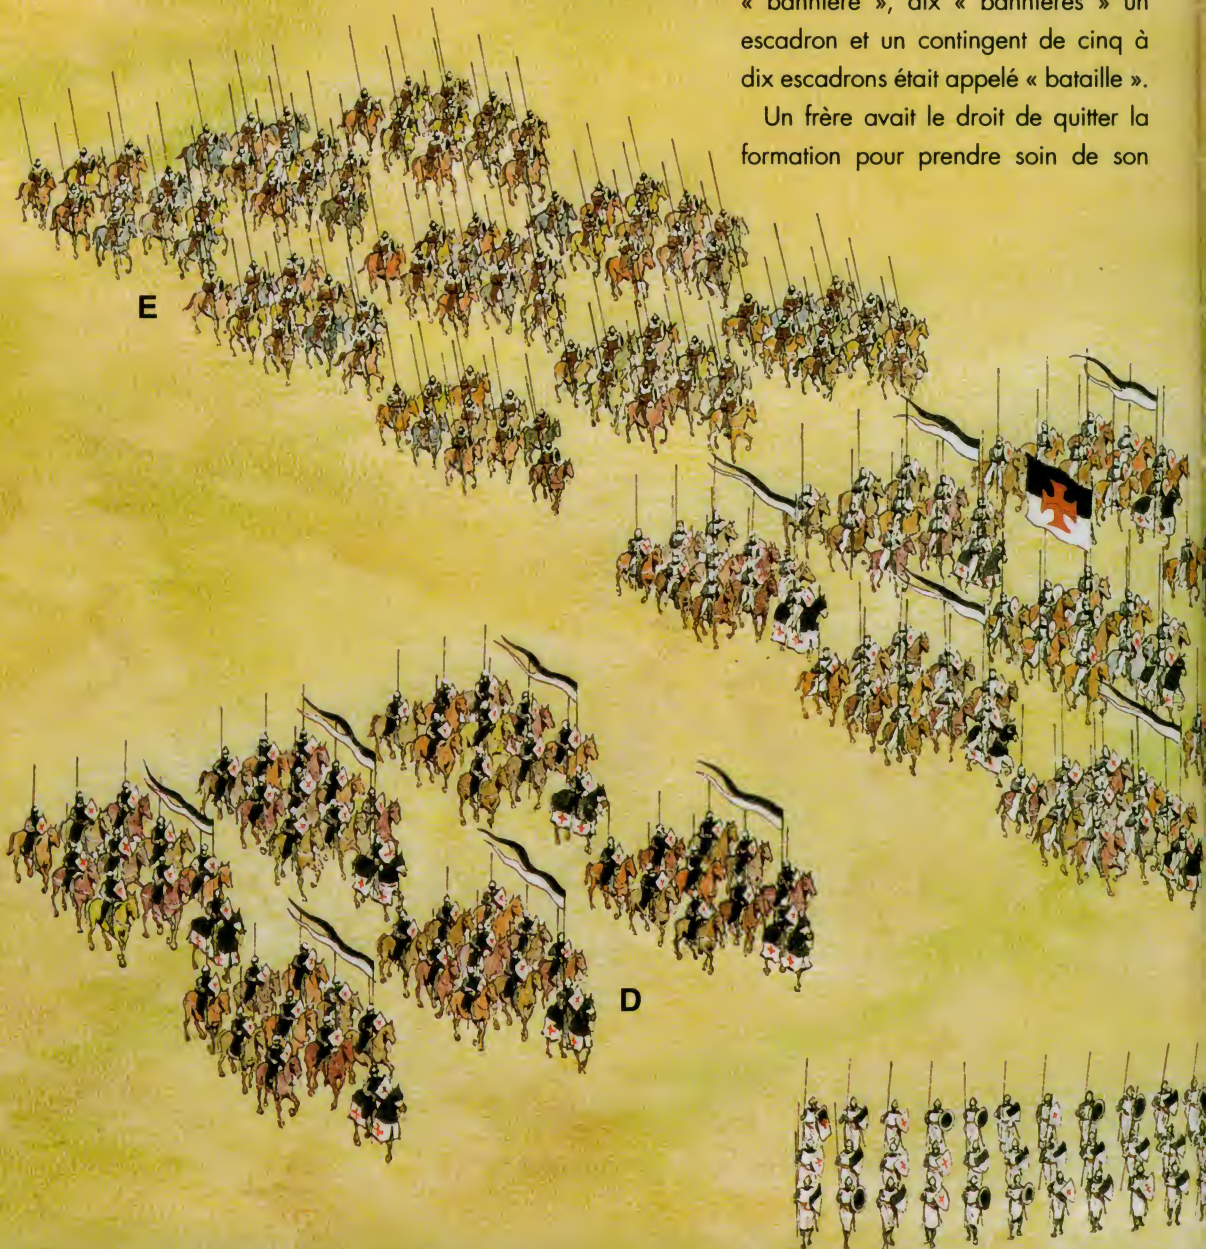 « bannière », dix « bannières » un
escadron et un contingent de cinq à
dix escadrons était appelé « bataille ».
Un frère avait le droit de quitter la
formation pour prendre soin de son
E
D